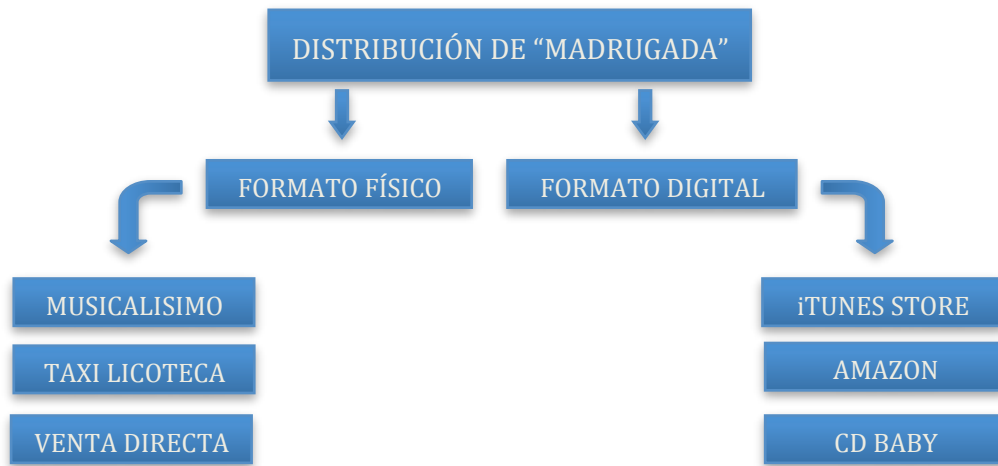 DISTRIBUCIÓN DE “MADRUGADA”
FORMATO FÍSICO
FORMATO DIGITAL
MUSICALISIMO
TAXI LICOTECA
VENTA DIRECTA
iTUNES STORE
AMAZON
CD BABY